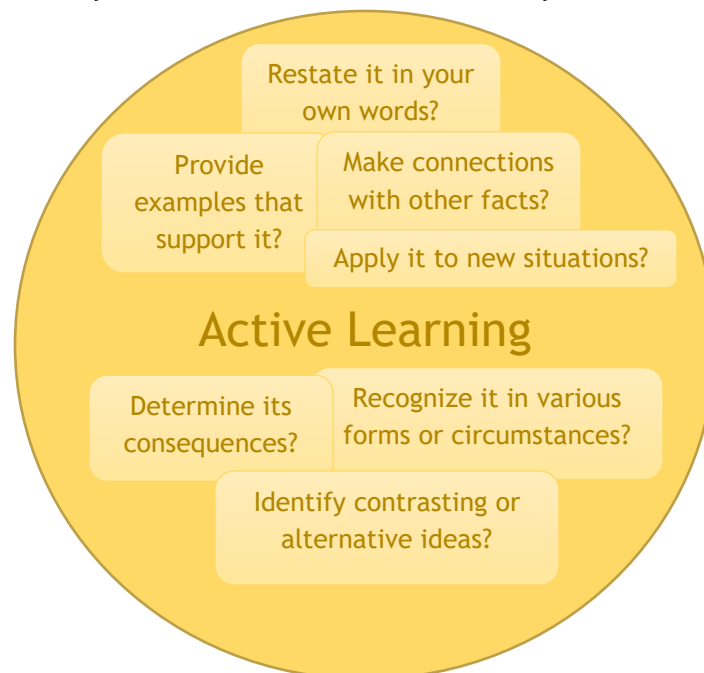 Restate it in your
own words?
Provide
examples that
support it?
Make connections
with other facts?
Apply it to new situations?
Active Learning
Determine its
consequences?
Recognize it in various
forms or circumstances?
Identify contrasting or
alternative ideas?